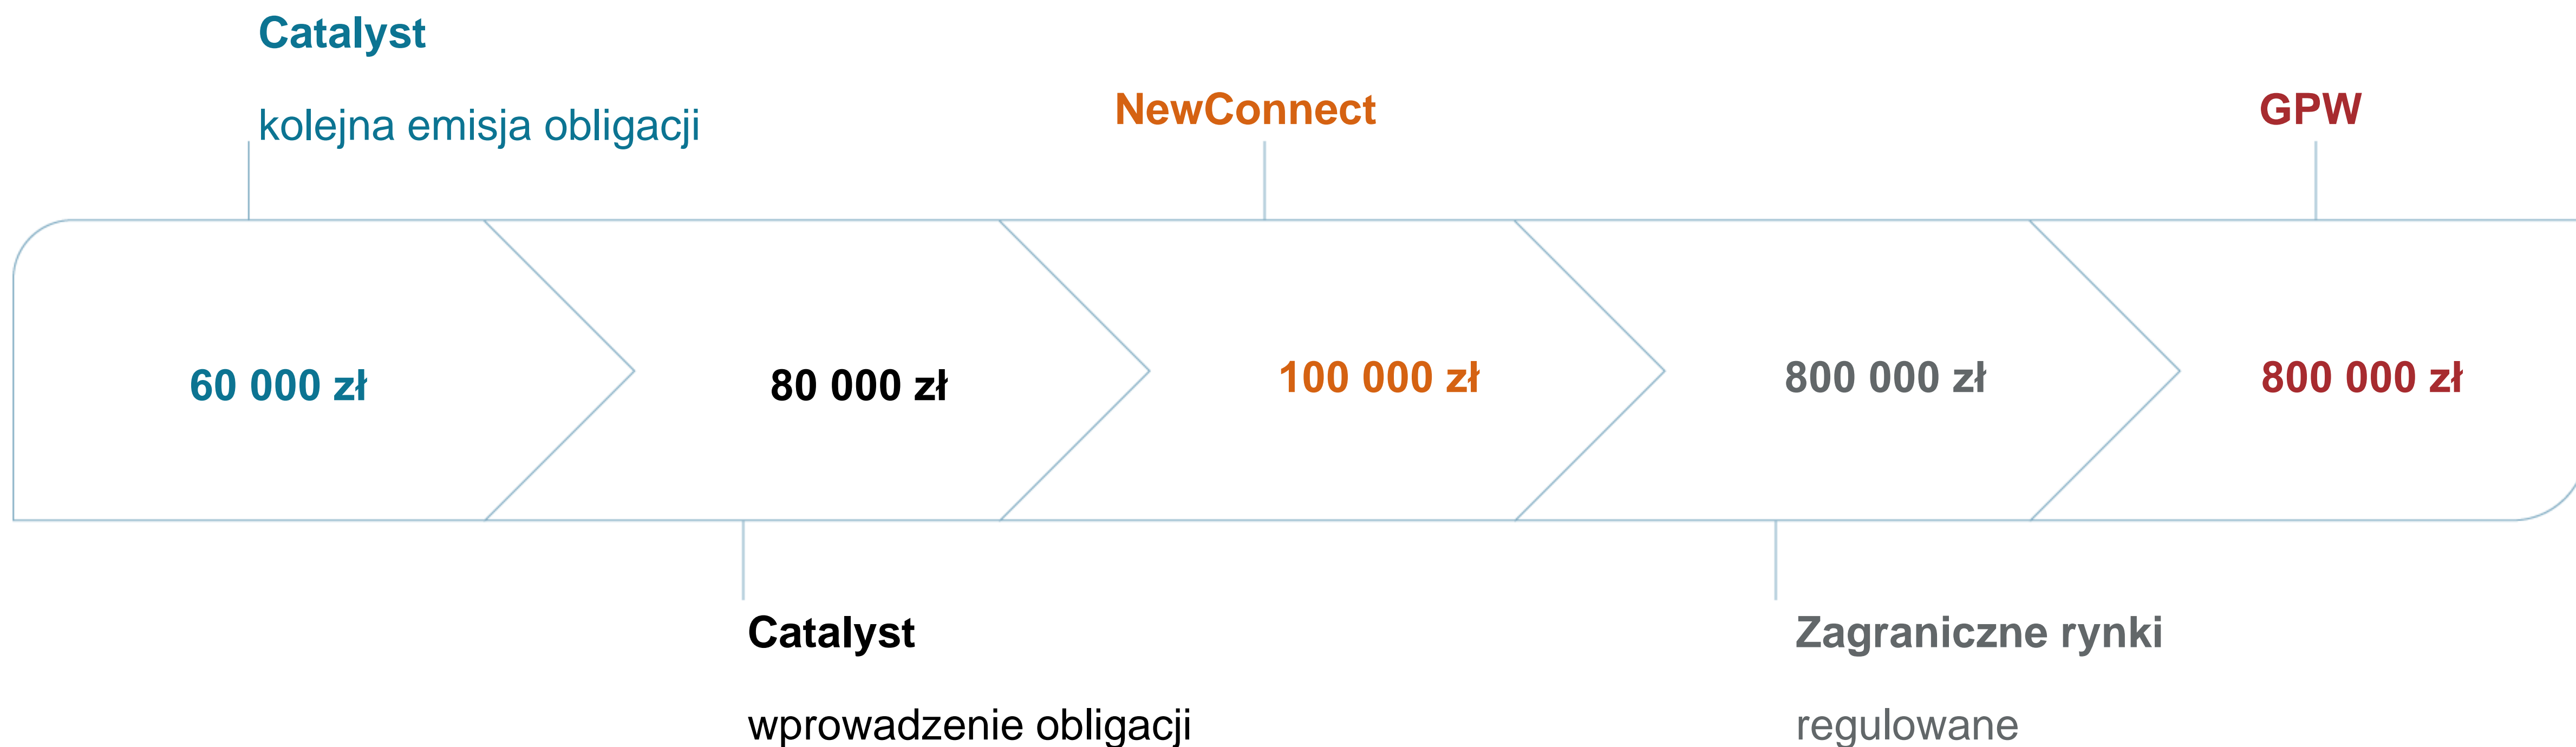 Catalyst
kolejna emisja obligacji
NewConnect
GPW
60 000 zł
80 000 zł
100 000 zł
800 000 zł
800 000 zł
Catalyst
wprowadzenie obligacji
Zagraniczne rynki
regulowane